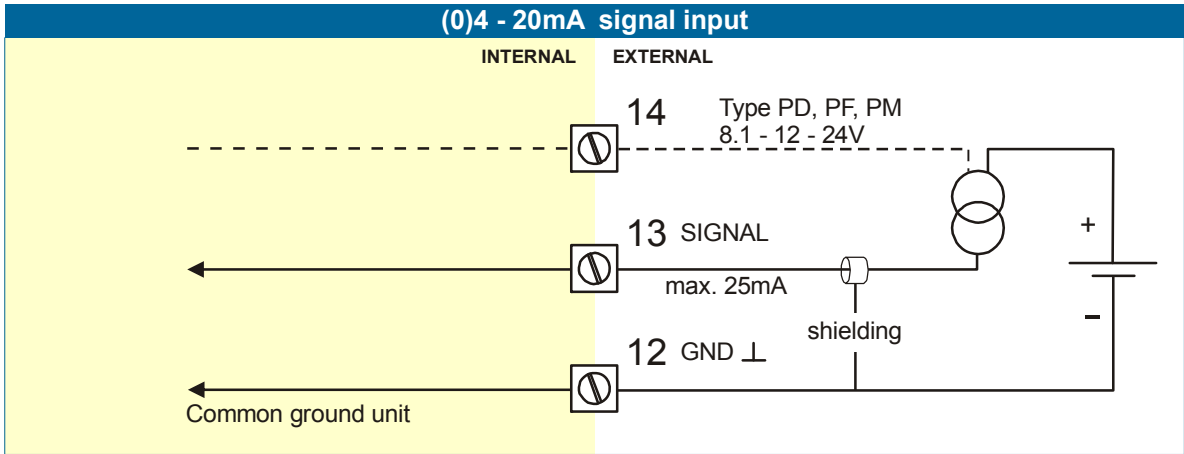 (0)4 - 20mA signal input
INTERNAL
EXTERNAL
14
Type PD, PF, PM
8.1 - 12 - 24V
13 SIGNAL
max. 25mA
+
-
shielding
12 GND ⊥
Common ground unit